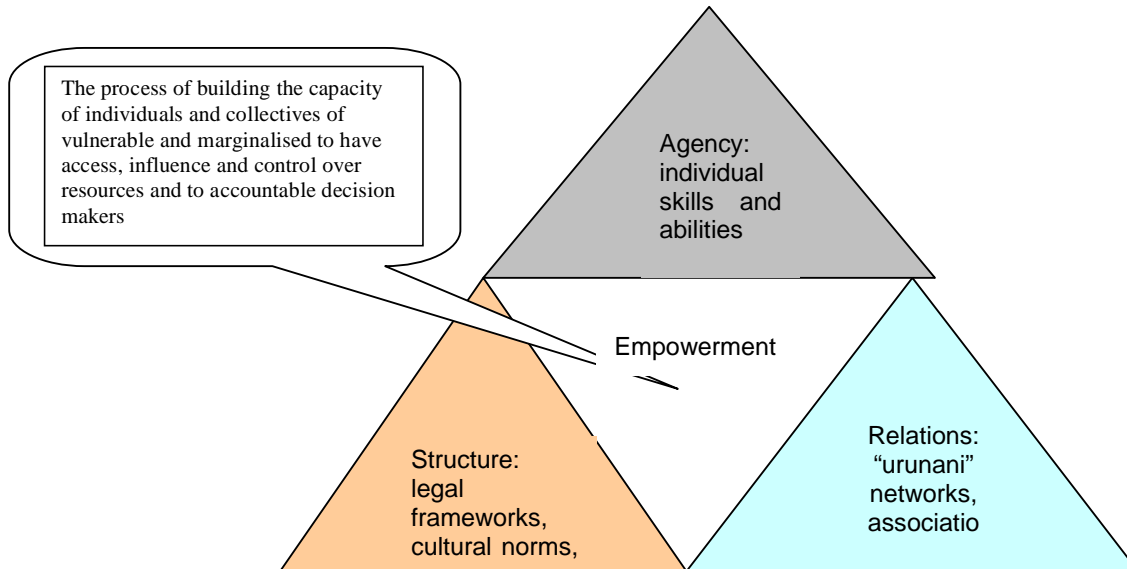 The process of building the capacity
of individuals and collectives of
vulnerable and marginalised to have
access, influence and control over
resources and to accountable decision
makers
Agency:
individual
skills and
abilities
Empowerment
Structure:
legal
frameworks,
cultural norms,
Relations:
“urunani”
networks,
associatio